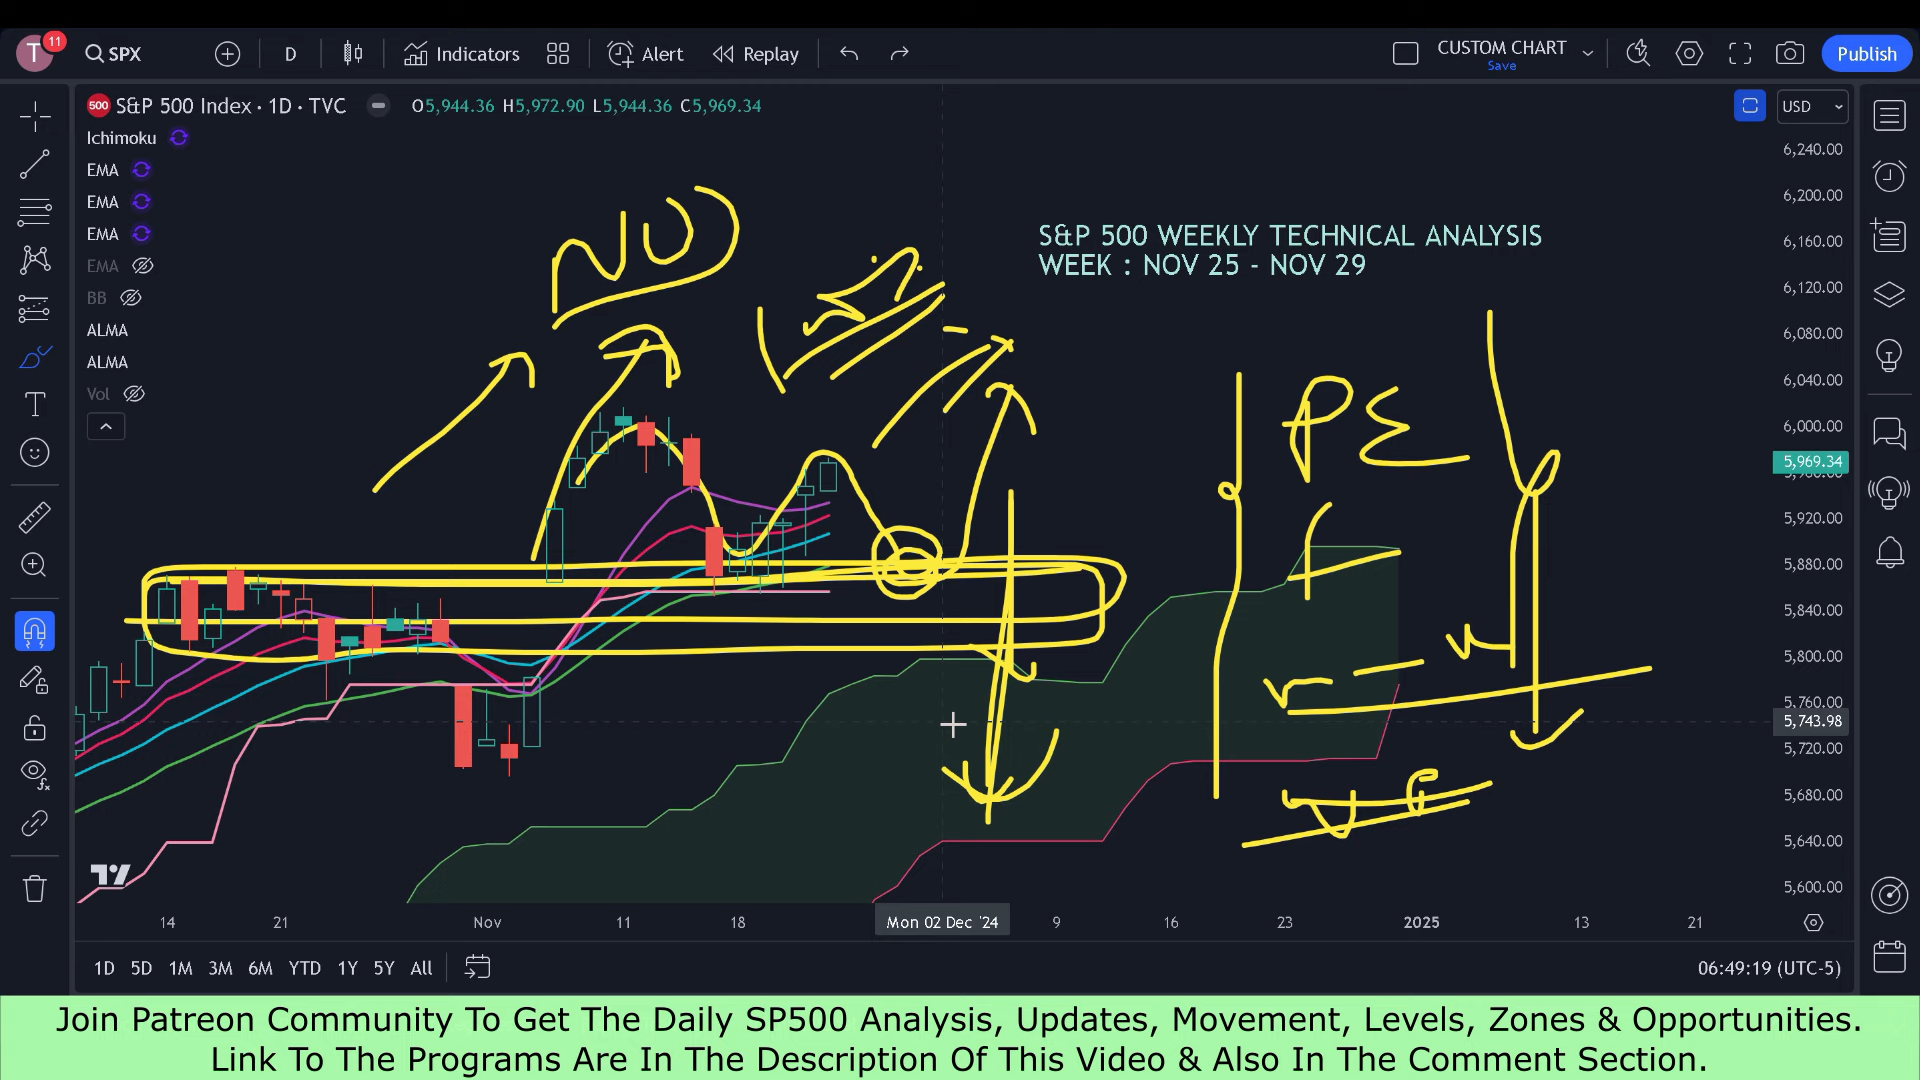 T 11 SPX D Indicators Alert Replay CUSTOM CHART Save Publish
500 S&P 500 Index · 1D · TVC O5,944.36 H5,972.90 L5,944.36 C5,969.34 USD
Ichimoku
EMA
EMA
EMA
EMA
BB
ALMA
ALMA
Vol
NO
S&P 500 WEEKLY TECHNICAL ANALYSIS
WEEK : NOV 25 - NOV 29
PE
6,240.00
6,200.00
6,160.00
6,120.00
6,080.00
6,040.00
6,000.00
5,969.34
5,920.00
5,880.00
5,840.00
5,800.00
5,760.00
5,743.98
5,720.00
5,680.00
5,640.00
5,600.00
14 21 Nov 11 18 Mon 02 Dec '24 9 16 23 2025 13 21
1D 5D 1M 3M 6M YTD 1Y 5Y All 06:49:19 (UTC-5)
Join Patreon Community To Get The Daily SP500 Analysis, Updates, Movement, Levels, Zones & Opportunities.
Link To The Programs Are In The Description Of This Video & Also In The Comment Section.